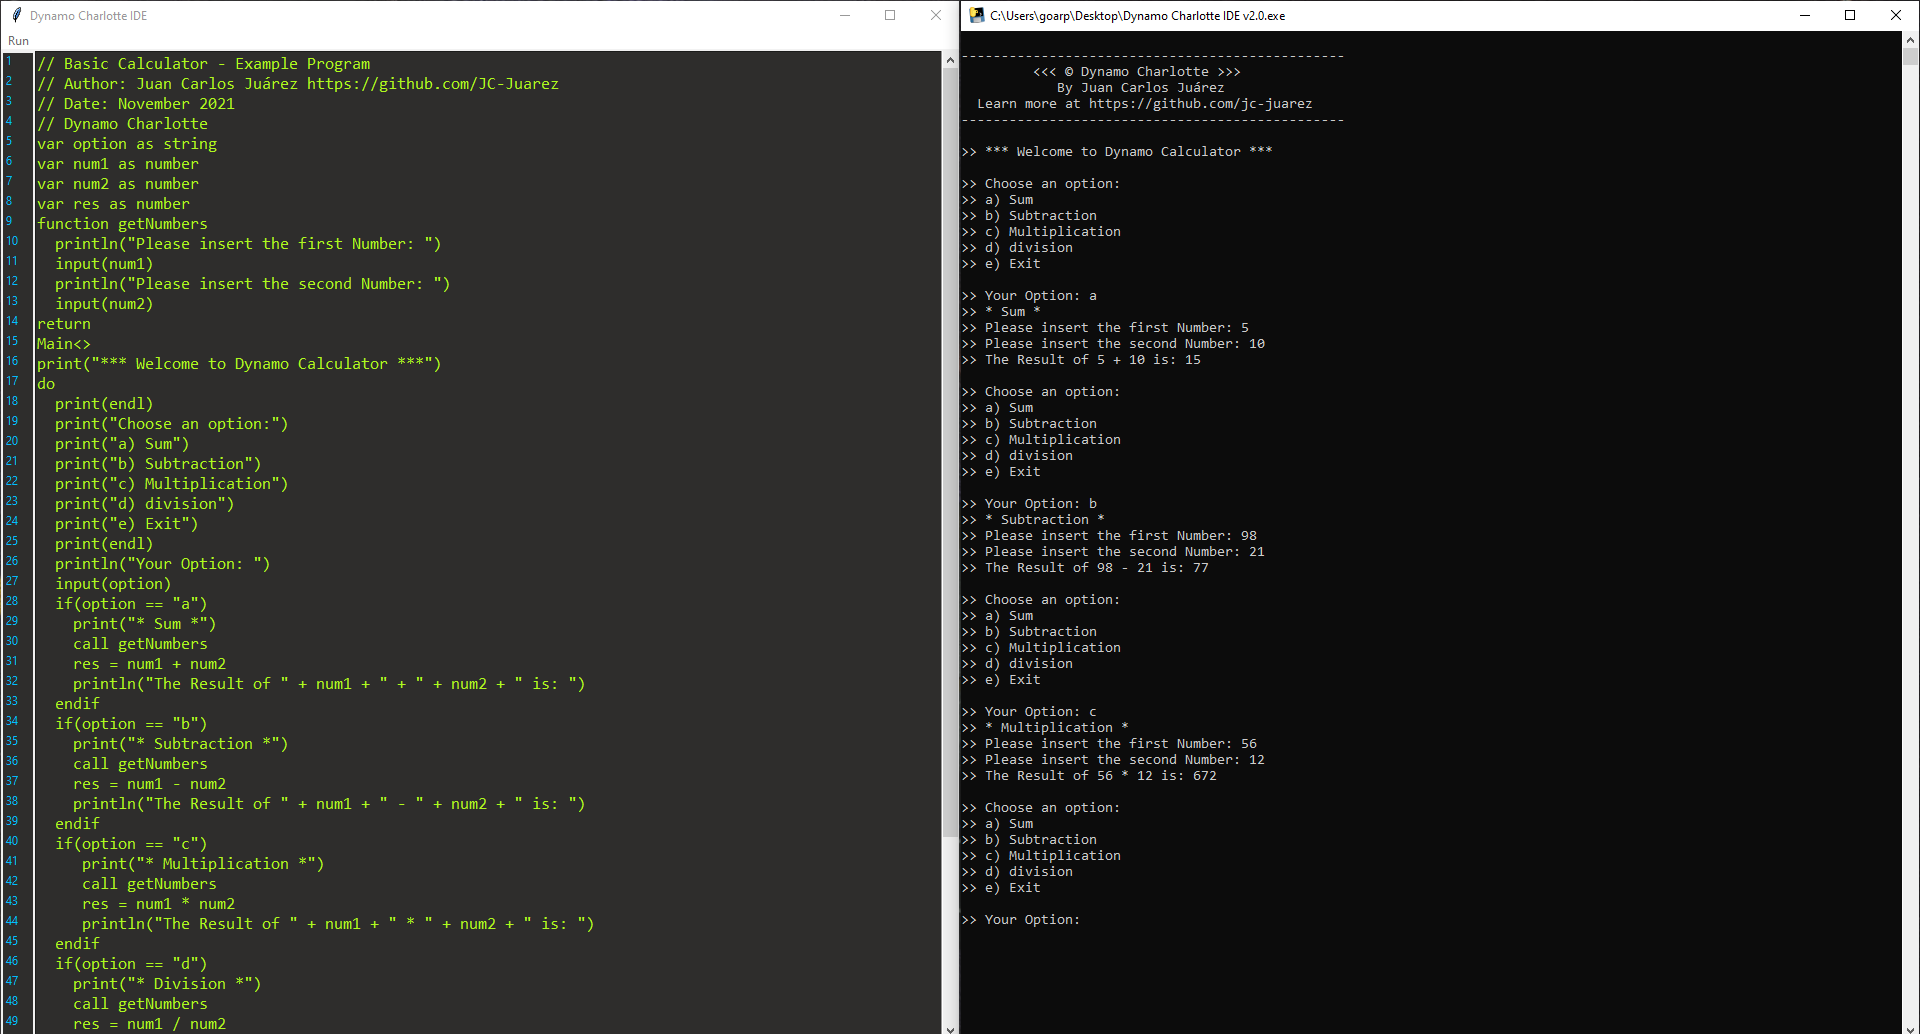 Dynamo Charlotte IDE
Run
1 // Basic Calculator - Example Program
2 // Author: Juan Carlos Juárez https://github.com/JC-Juarez
3 // Date: November 2021
4 // Dynamo Charlotte
5 var option as string
6 var num1 as number
7 var num2 as number
8 var res as number
9 function getNumbers
10   println("Please insert the first Number: ")
11   input(num1)
12   println("Please insert the second Number: ")
13   input(num2)
14 return
15 Main<>
16 print("*** Welcome to Dynamo Calculator ***")
17 do
18   print(endl)
19   print("Choose an option:")
20   print("a) Sum")
21   print("b) Subtraction")
22   print("c) Multiplication")
23   print("d) division")
24   print("e) Exit")
25   print(endl)
26   println("Your Option: ")
27   input(option)
28   if(option == "a")
29     print("* Sum *")
30     call getNumbers
31     res = num1 + num2
32     println("The Result of " + num1 + " + " + num2 + " is: ")
33   endif
34   if(option == "b")
35     print("* Subtraction *")
36     call getNumbers
37     res = num1 - num2
38     println("The Result of " + num1 + " - " + num2 + " is: ")
39   endif
40   if(option == "c")
41      print("* Multiplication *")
42      call getNumbers
43      res = num1 * num2
44      println("The Result of " + num1 + " * " + num2 + " is: ")
45   endif
46   if(option == "d")
47     print("* Division *")
48     call getNumbers
49     res = num1 / num2
C:\Users\goarp\Desktop\Dynamo Charlotte IDE v2.0.exe
------------------------------------------------
<<< © Dynamo Charlotte >>>
By Juan Carlos Juárez
Learn more at https://github.com/jc-juarez
------------------------------------------------
>> *** Welcome to Dynamo Calculator ***
>> Choose an option:
>> a) Sum
>> b) Subtraction
>> c) Multiplication
>> d) division
>> e) Exit
>> Your Option: a
>> * Sum *
>> Please insert the first Number: 5
>> Please insert the second Number: 10
>> The Result of 5 + 10 is: 15
>> Choose an option:
>> a) Sum
>> b) Subtraction
>> c) Multiplication
>> d) division
>> e) Exit
>> Your Option: b
>> * Subtraction *
>> Please insert the first Number: 98
>> Please insert the second Number: 21
>> The Result of 98 - 21 is: 77
>> Choose an option:
>> a) Sum
>> b) Subtraction
>> c) Multiplication
>> d) division
>> e) Exit
>> Your Option: c
>> * Multiplication *
>> Please insert the first Number: 56
>> Please insert the second Number: 12
>> The Result of 56 * 12 is: 672
>> Choose an option:
>> a) Sum
>> b) Subtraction
>> c) Multiplication
>> d) division
>> e) Exit
>> Your Option: